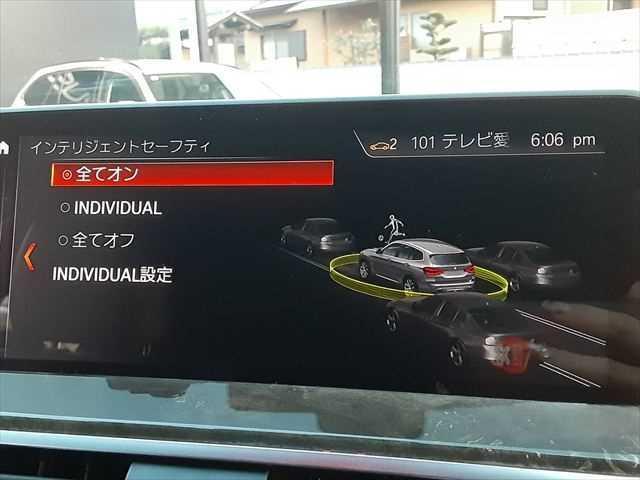 インテリジェントセーフティ
2 101 テレビ愛 6:06 pm
全てオン
INDIVIDUAL
全てオフ
INDIVIDUAL設定